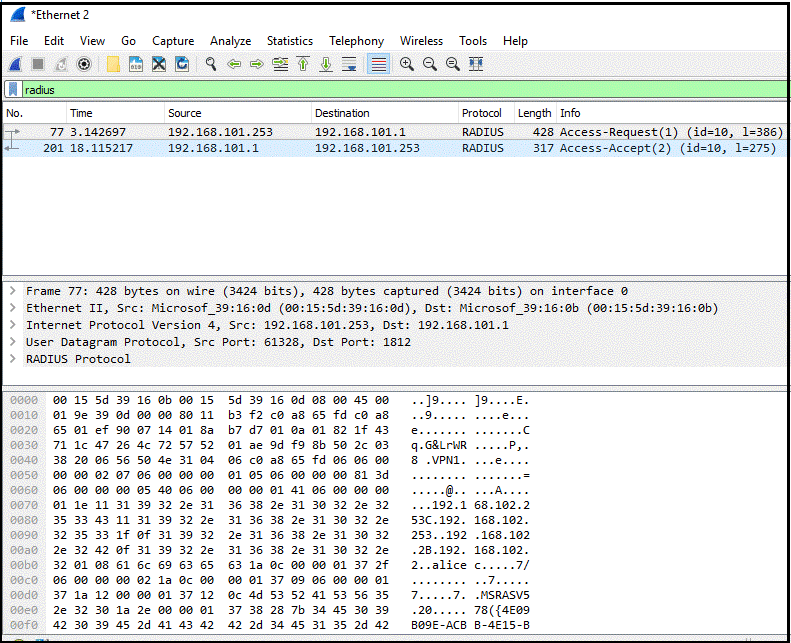 *Ethernet 2
File Edit View Go Capture Analyze Statistics Telephony Wireless Tools Help
radius
No. Time Source Destination Protocol Length Info
77 3.142697 192.168.101.253 192.168.101.1 RADIUS 428 Access-Request(1) (id=10, l=386)
201 18.115217 192.168.101.1 192.168.101.253 RADIUS 317 Access-Accept(2) (id=10, l=275)
> Frame 77: 428 bytes on wire (3424 bits), 428 bytes captured (3424 bits) on interface 0
> Ethernet II, Src: Microsof_39:16:0d (00:15:5d:39:16:0d), Dst: Microsof_39:16:0b (00:15:5d:39:16:0b)
> Internet Protocol Version 4, Src: 192.168.101.253, Dst: 192.168.101.1
> User Datagram Protocol, Src Port: 61328, Dst Port: 1812
> RADIUS Protocol
0000 00 15 5d 39 16 0b 00 15 5d 39 16 0d 08 00 45 00 ..]9.... ]9....E.
0010 01 9e 39 0d 00 00 80 11 b3 f2 c0 a8 65 fd c0 a8 ..9..... ....e...
0020 65 01 ef 90 07 14 01 8a b7 d7 01 0a 01 82 1f 43 e....... .......C
0030 71 1c 47 26 4c 72 57 52 01 ae 9d f9 8b 50 2c 03 q.G&LrWR .....P,.
0040 38 20 06 56 50 4e 31 04 06 c0 a8 65 fd 06 06 00 8 .VPN1. ...e....
0050 00 00 02 07 06 00 00 00 01 05 06 00 00 00 81 3d ........ .......=
0060 06 00 00 00 05 40 06 00 00 00 01 41 06 00 00 00 .....@.. ...A....
0070 01 1e 11 31 39 32 2e 31 36 38 2e 31 30 32 2e 32 ...192.1 68.102.2
0080 35 33 43 11 31 39 32 2e 31 36 38 2e 31 30 32 2e 53C.192. 168.102.
0090 32 35 33 1f 0f 31 39 32 2e 31 36 38 2e 31 30 32 253..192 .168.102
00a0 2e 32 42 0f 31 39 32 2e 31 36 38 2e 31 30 32 2e .2B.192. 168.102.
00b0 32 01 08 61 6c 69 63 65 63 1a 0c 00 00 01 37 2f 2..alice c.....7/
00c0 06 00 00 00 02 1a 0c 00 00 01 37 09 06 00 00 01 ........ ..7.....
00d0 37 1a 12 00 00 01 37 12 0c 4d 53 52 41 53 56 35 7.....7. .MSRASV5
00e0 2e 32 30 1a 2e 00 00 01 37 38 28 7b 34 45 30 39 .20..... 78({4E09
00f0 42 30 39 45 2d 41 43 42 42 2d 34 45 31 35 2d 42 B09E-ACB B-4E15-B